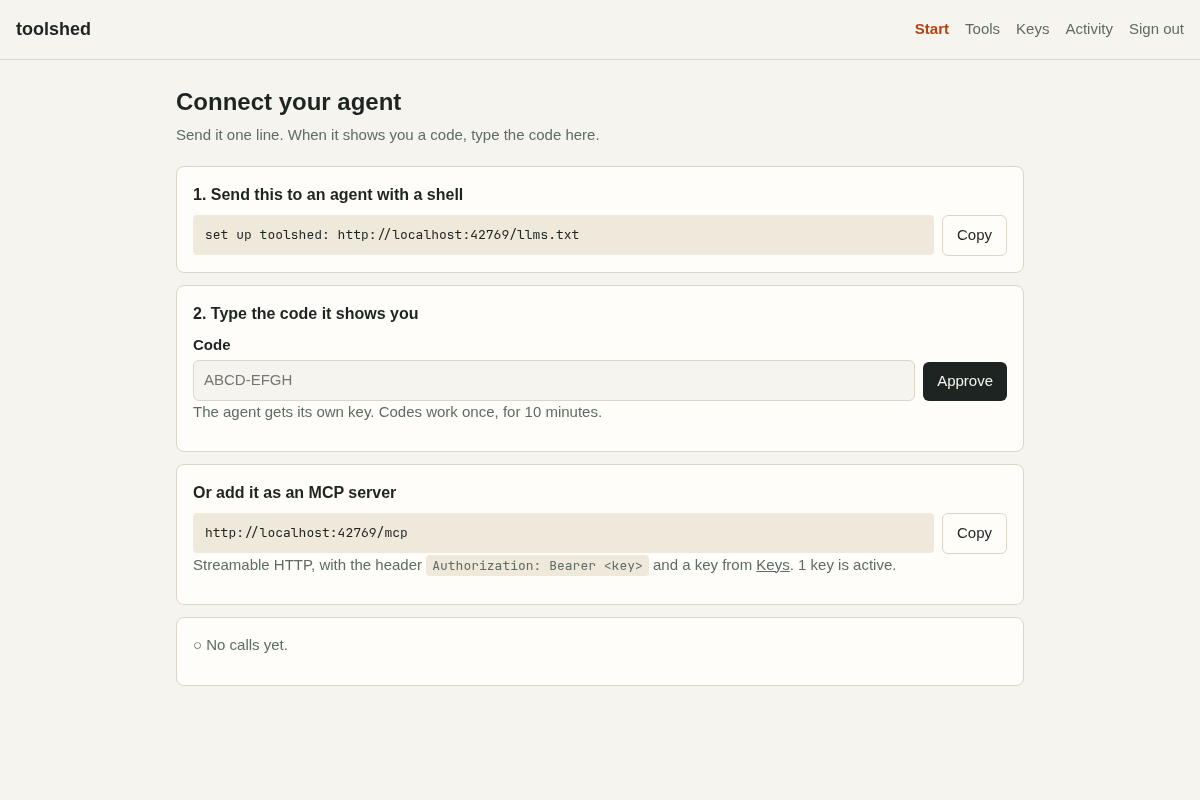 toolshed
Start Tools Keys Activity Sign out
Connect your agent
Send it one line. When it shows you a code, type the code here.
1. Send this to an agent with a shell
set up toolshed: http://localhost:42769/llms.txt
Copy
2. Type the code it shows you
Code
ABCD-EFGH
Approve
The agent gets its own key. Codes work once, for 10 minutes.
Or add it as an MCP server
http://localhost:42769/mcp
Copy
Streamable HTTP, with the header Authorization: Bearer <key> and a key from Keys. 1 key is active.
○ No calls yet.